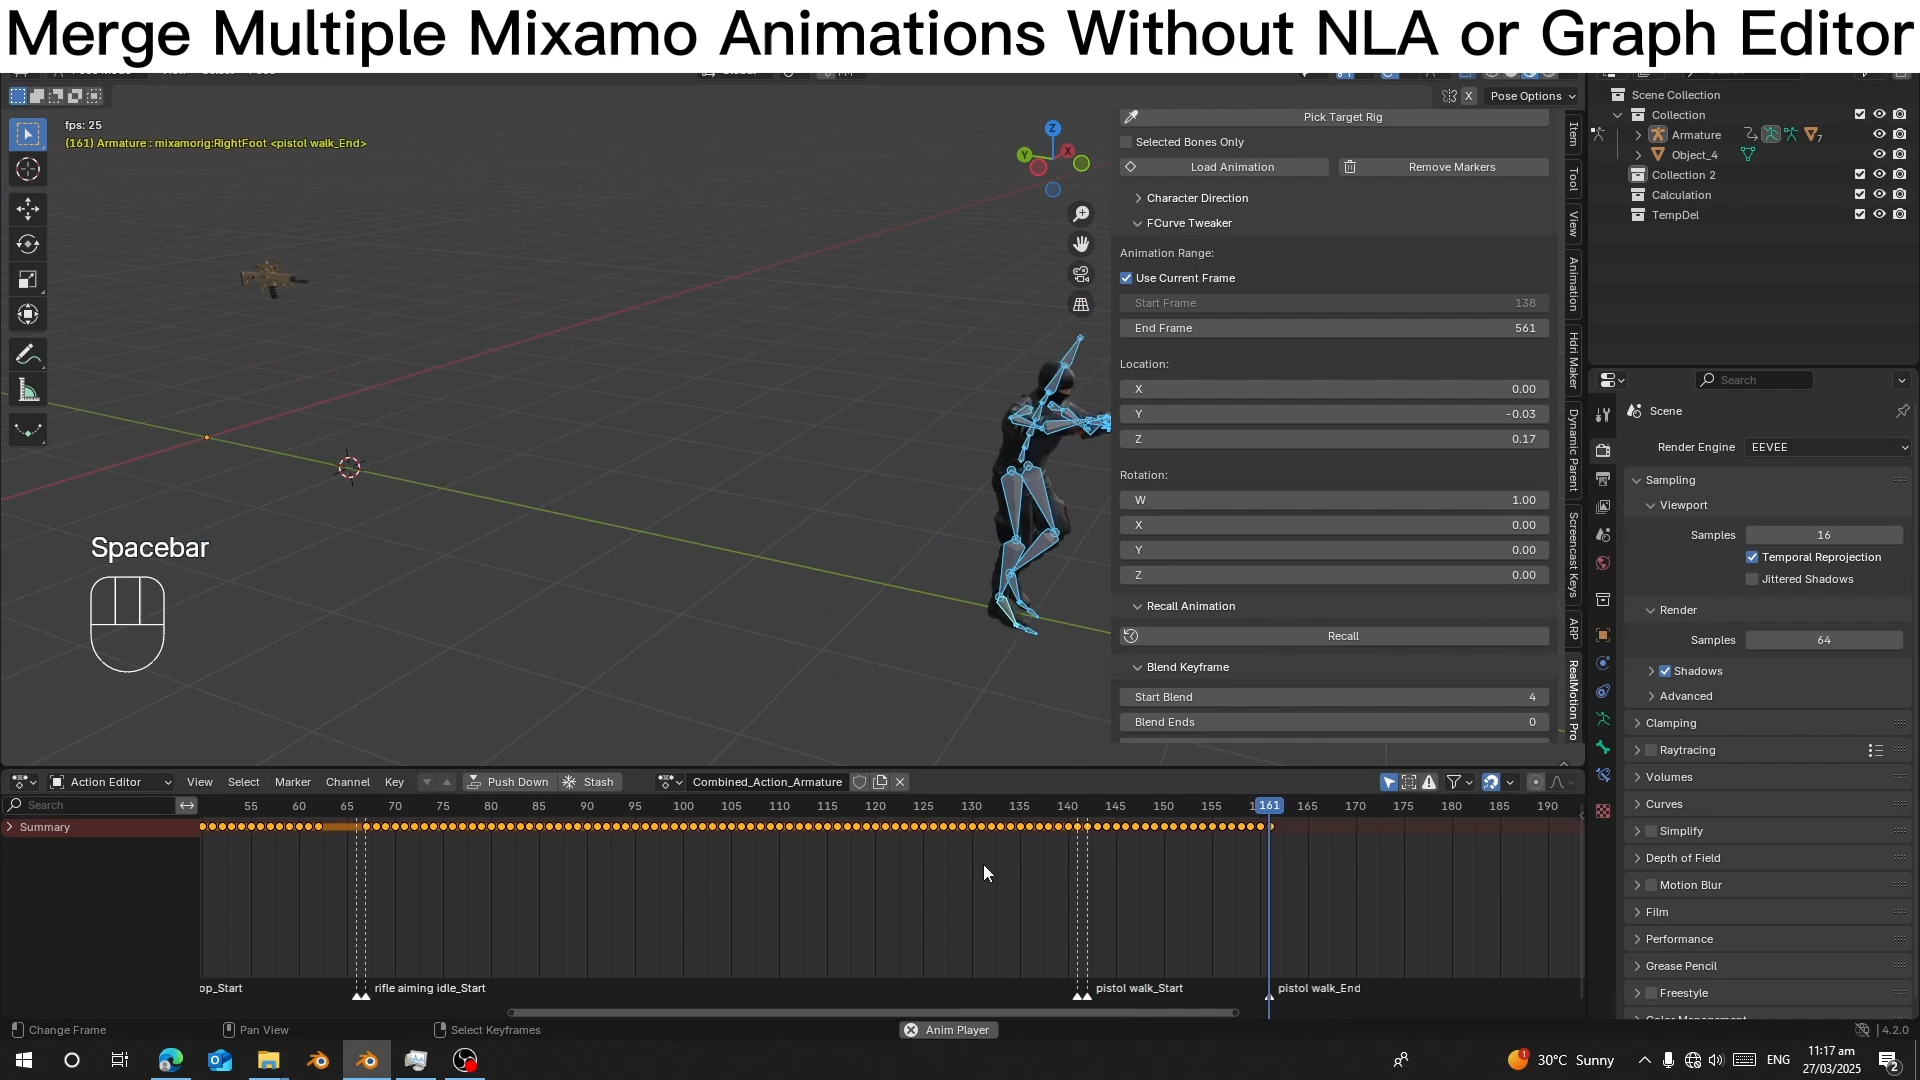 Merge Multiple Mixamo Animations Without NLA or Graph Editor
X Pose Options
fps: 25
(161) Armature : mixamorig:RightFoot <pistol walk_End>
Z
Y X
Pick Target Rig
Selected Bones Only
Load Animation Remove Markers
Character Direction
FCurve Tweaker
Animation Range:
Use Current Frame
Start Frame 138
End Frame 561
Location:
X 0.00
Y -0.03
Z 0.17
Rotation:
W 1.00
X 0.00
Y 0.00
Z 0.00
Recall Animation
Recall
Blend Keyframe
Start Blend 4
Blend Ends 0
Item
Tool
View
Animation
Hdri Maker
Dynamic Parent
Screencast Keys
ARP
RealMotion Pro
Spacebar
Scene Collection
Collection
Armature 7
Object_4
Collection 2
Calculation
TempDel
Search
Scene
Render Engine EEVEE
Sampling
Viewport
Samples 16
Temporal Reprojection
Jittered Shadows
Render
Samples 64
Shadows
Advanced
Clamping
Raytracing
Volumes
Curves
Simplify
Depth of Field
Motion Blur
Film
Performance
Grease Pencil
Freestyle
Action Editor View Select Marker Channel Key Push Down Stash Combined_Action_Armature
Search 55 60 65 70 75 80 85 90 95 100 105 110 115 120 125 130 135 140 145 150 155 161 165 170 175 180 185 190
Summary
op_Start rifle aiming idle_Start pistol walk_Start pistol walk_End
Change Frame Pan View Select Keyframes Anim Player 4.2.0
1 30°C Sunny ENG 11:17 am
27/03/2025 2